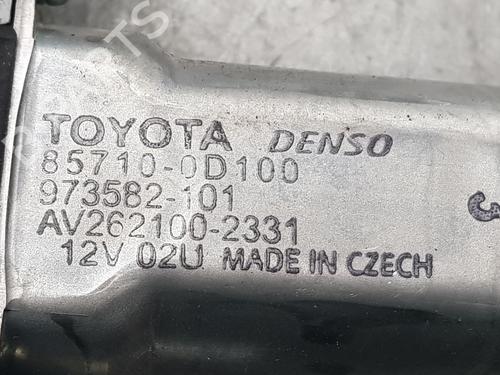 TOYOTA DENSO
85710-0D100
973582-101
AV262100-2331
12V 02U MADE IN CZECH